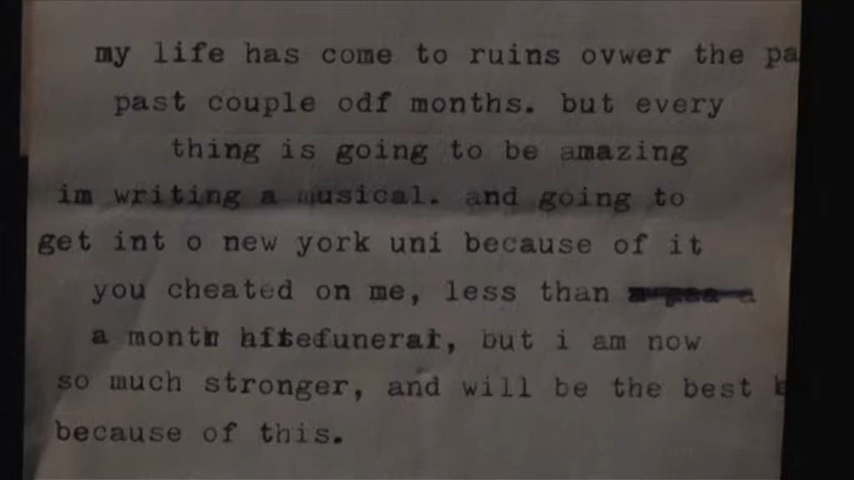 my life has come to ruins ovwer the pa
past couple odf months. but every
thing is going to be amazing
im writing a musical. and going to
get int o new york uni because of it
you cheated on me, less than
a month funeral, but i am now
so much stronger, and will be the best b
because of this.